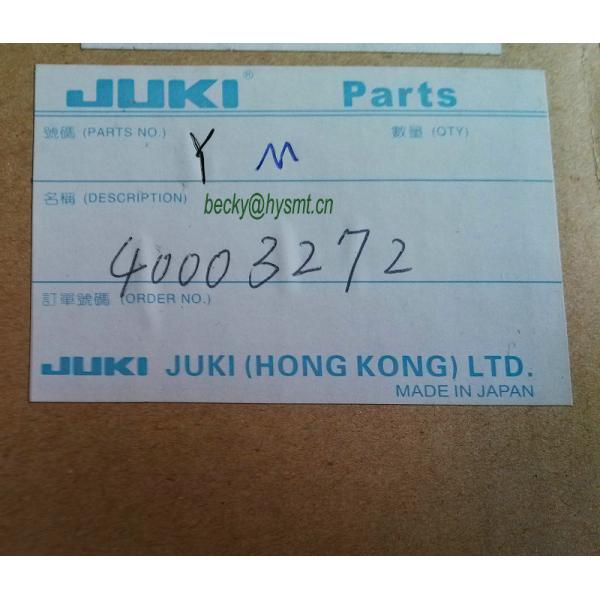 JUKI® Parts
號碼 (PARTS NO.) Y M 數量 (QTY)
名稱 (DESCRIPTION) becky@hysmt.cn
40003272
訂單號碼 (ORDER NO.)
JUKI JUKI (HONG KONG) LTD.
MADE IN JAPAN